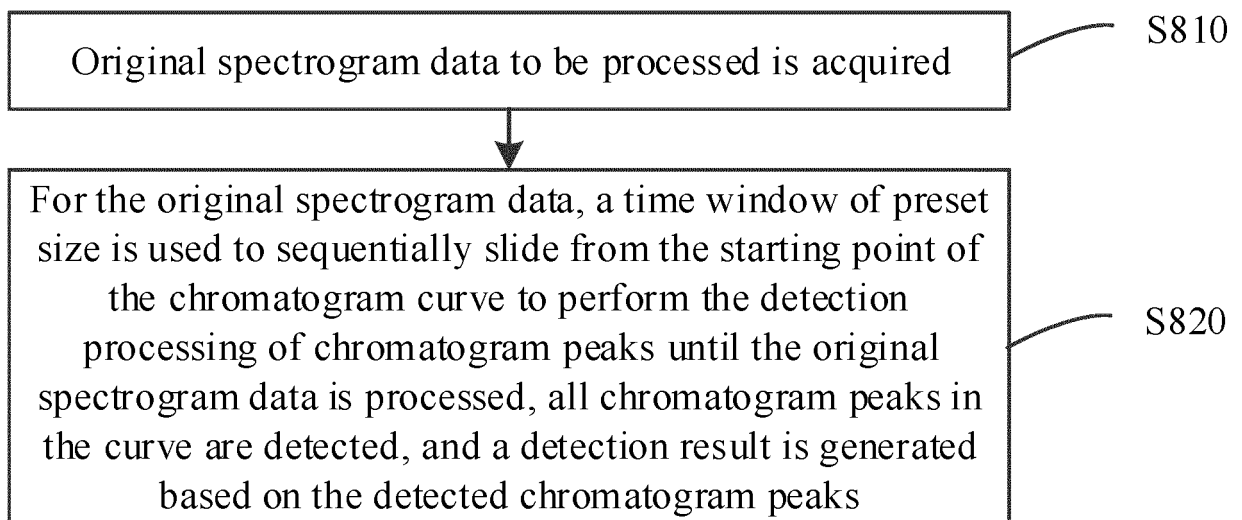 Original spectrogram data to be processed is acquired
S810
For the original spectrogram data, a time window of preset
size is used to sequentially slide from the starting point of
the chromatogram curve to perform the detection
processing of chromatogram peaks until the original
spectrogram data is processed, all chromatogram peaks in
the curve are detected, and a detection result is generated
based on the detected chromatogram peaks
S820